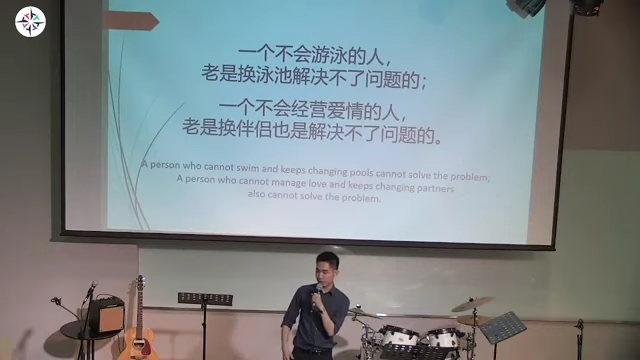 一个不会游泳的人，
老是换泳池解决不了问题的；
一个不会经营爱情的人，
老是换伴侣也是解决不了问题的。
A person who cannot swim and keeps changing pools cannot solve the problem;
A person who cannot manage love and keeps changing partners
also cannot solve the problem.